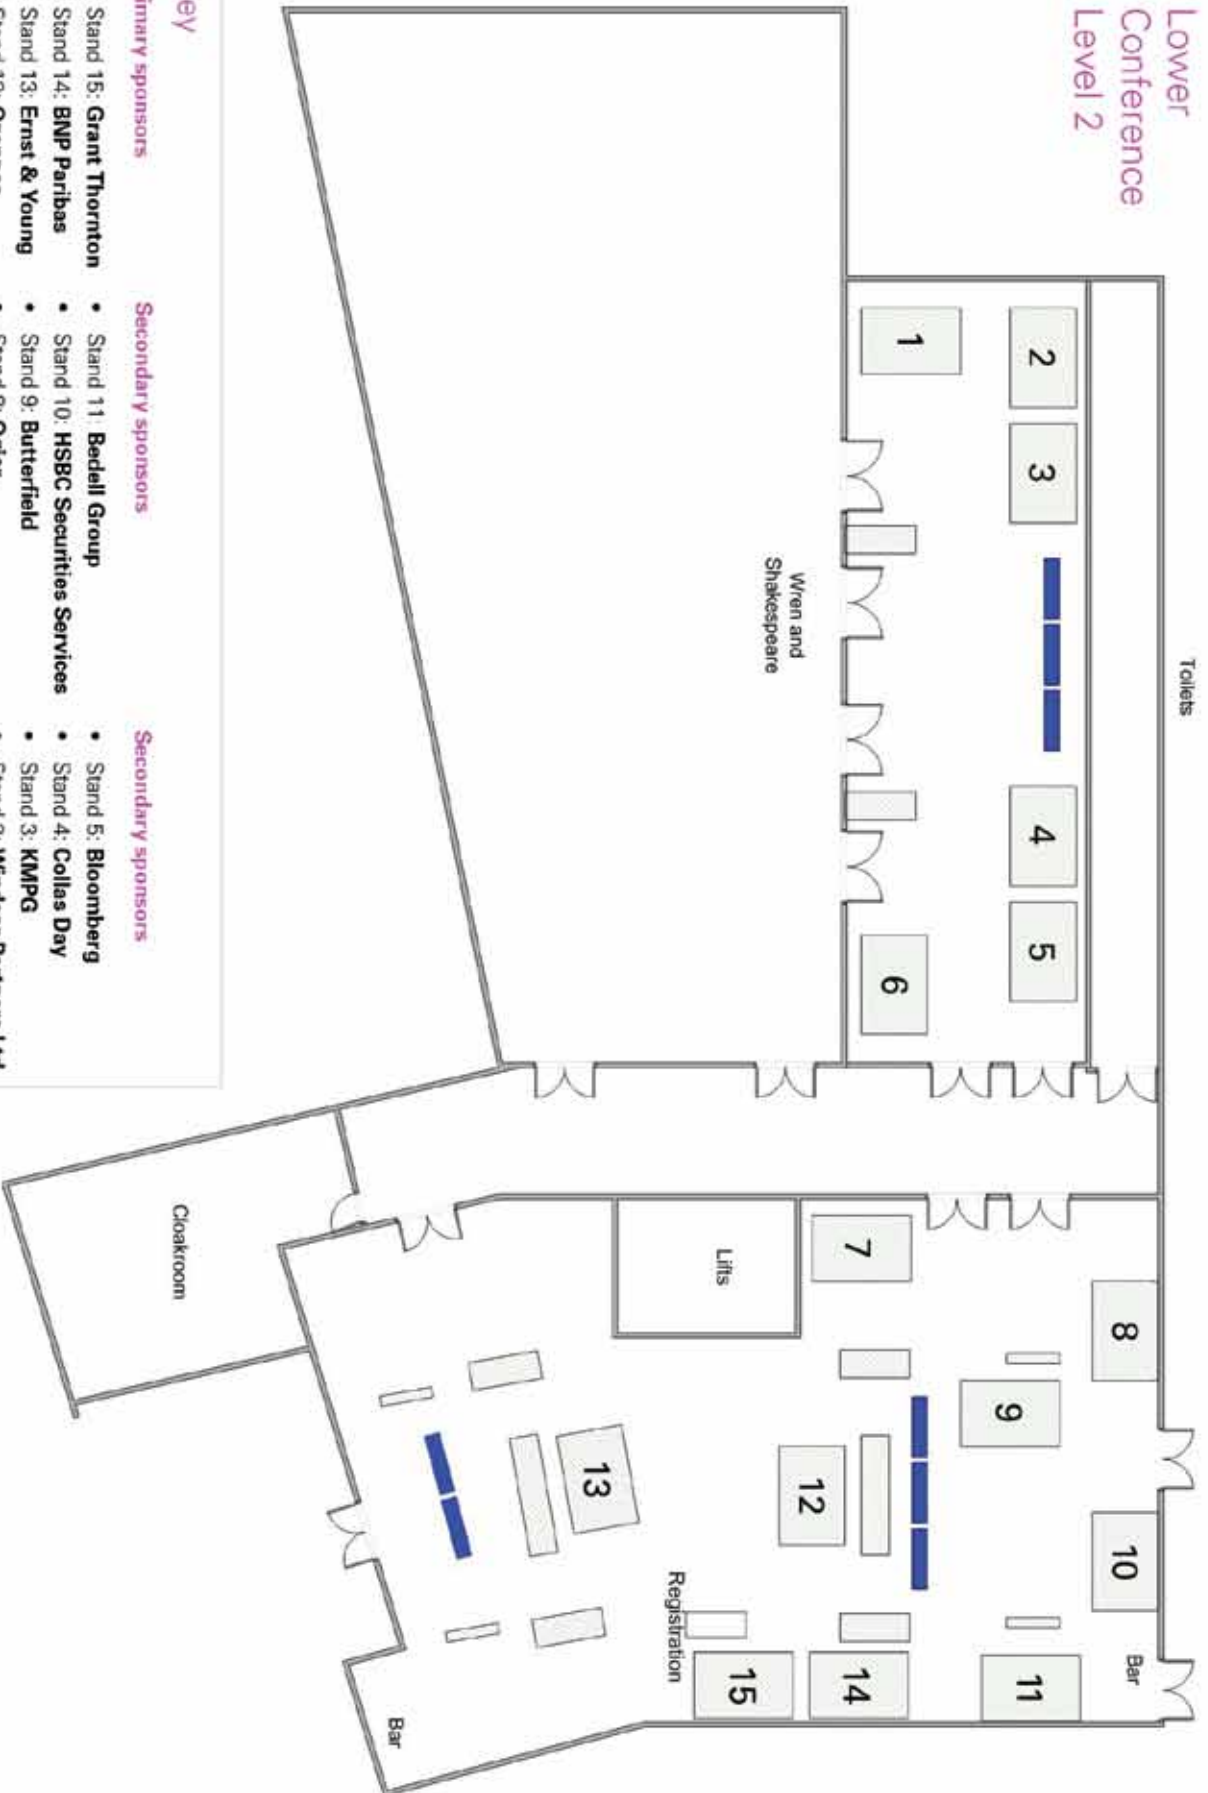 Lower
Conference
Level 2
Toilets
2
3
4
5
1
6
Wren and
Shakespeare
8
10
Bar
9
11
7
12
14
Lifts
15
Registration
13
Bar
Cloakroom
ey
imary sponsors
Stand 15: Grant Thornton
Stand 14: BNP Paribas
Stand 13: Ernst & Young
Secondary sponsors
• Stand 11: Bedell Group
• Stand 10: HSBC Securities Services
• Stand 9: Butterfield
Secondary sponsors
• Stand 5: Bloomberg
• Stand 4: Collas Day
• Stand 3: KMPG